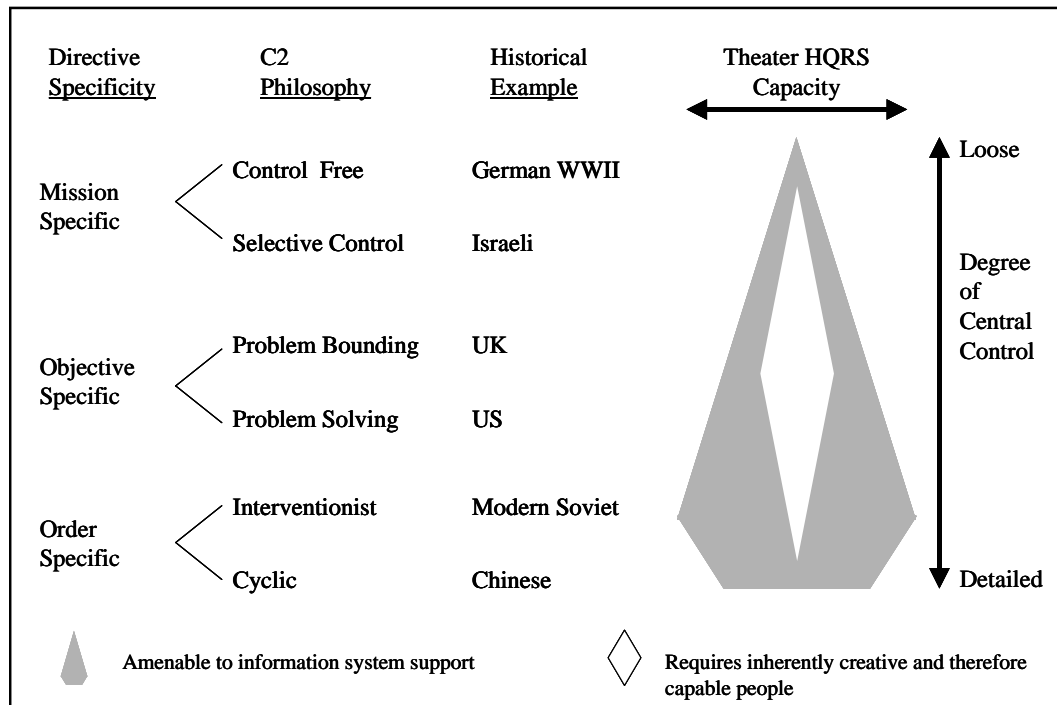 Directive
Specificity
C2
Philosophy
Historical
Example
Theater HQRS
Capacity
Mission
Specific
Control Free
German WWII
Selective Control
Israeli
Objective
Specific
Problem Bounding
UK
Problem Solving
US
Order
Specific
Interventionist
Modern Soviet
Cyclic
Chinese
Loose
Degree
of
Central
Control
Detailed
Amenable to information system support
Requires inherently creative and therefore
capable people